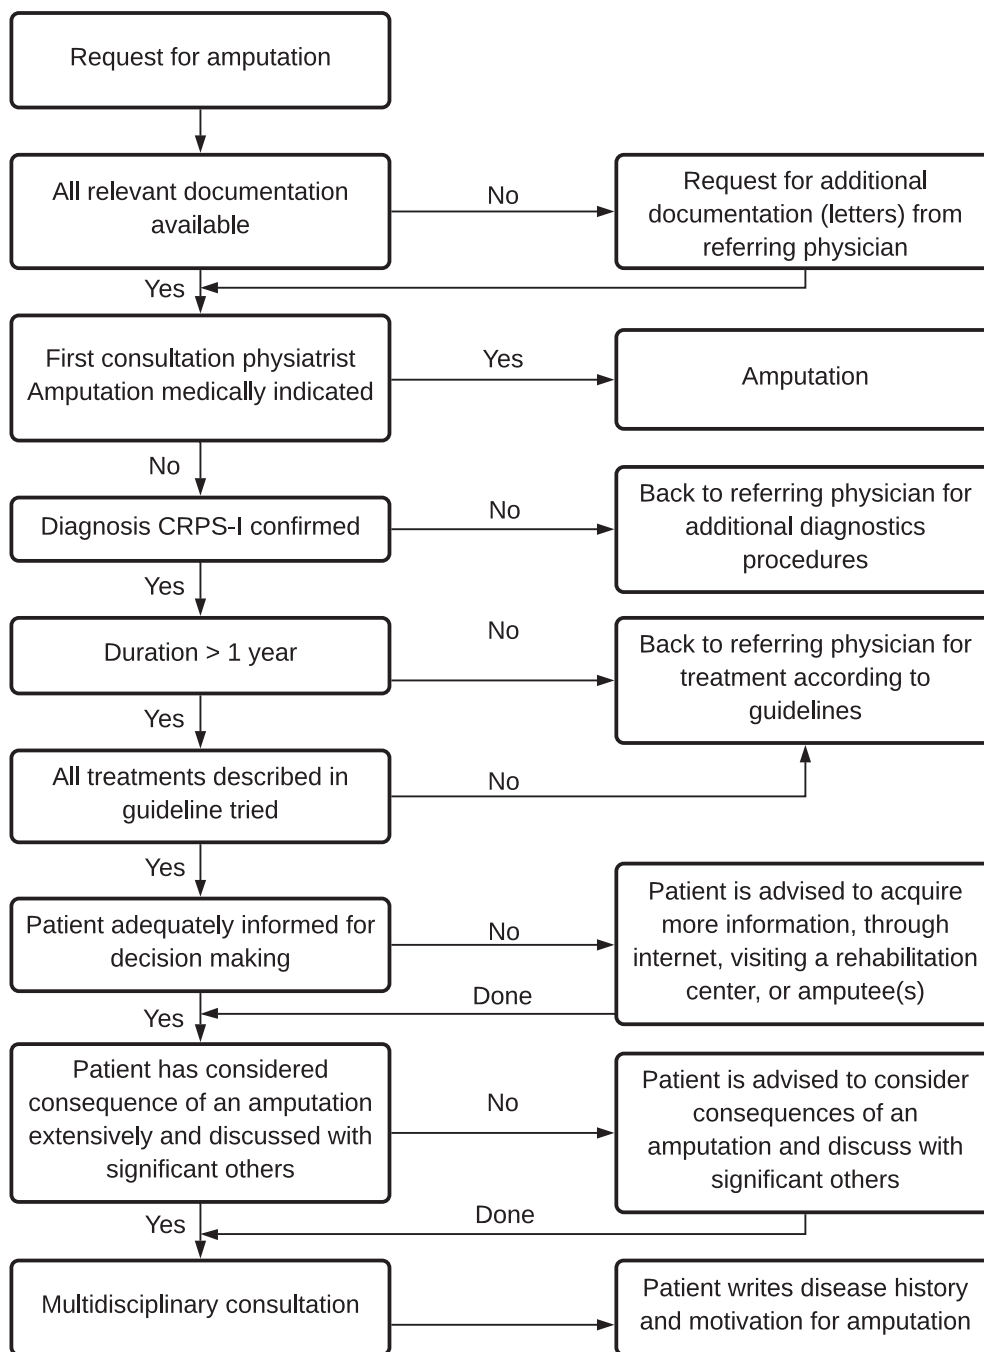 Request for amputation
All relevant documentation
available
No
Request for additional
documentation (letters) from
referring physician
Yes
First consultation physiatrist
Amputation medically indicated
Yes
Amputation
No
Diagnosis CRPS-I confirmed
No
Back to referring physician for
additional diagnostics
procedures
Yes
Duration > 1 year
No
Back to referring physician for
treatment according to
guidelines
Yes
All treatments described in
guideline tried
No
Yes
Patient adequately informed for
decision making
No
Patient is advised to acquire
more information, through
internet, visiting a rehabilitation
center, or amputee(s)
Done
Yes
Patient has considered
consequence of an amputation
extensively and discussed with
significant others
No
Patient is advised to consider
consequences of an
amputation and discuss with
significant others
Done
Yes
Multidisciplinary consultation
Patient writes disease history
and motivation for amputation